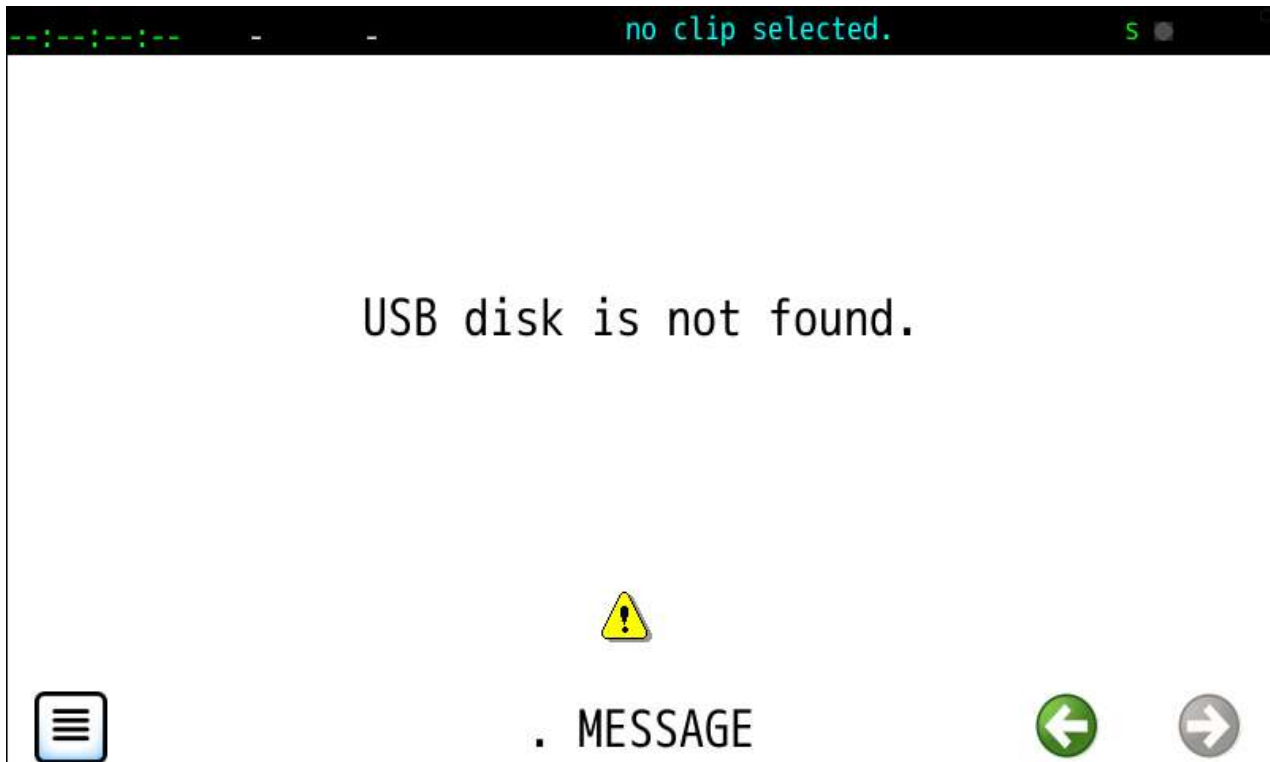 --:--:--:-- - - no clip selected. S
USB disk is not found.
. MESSAGE